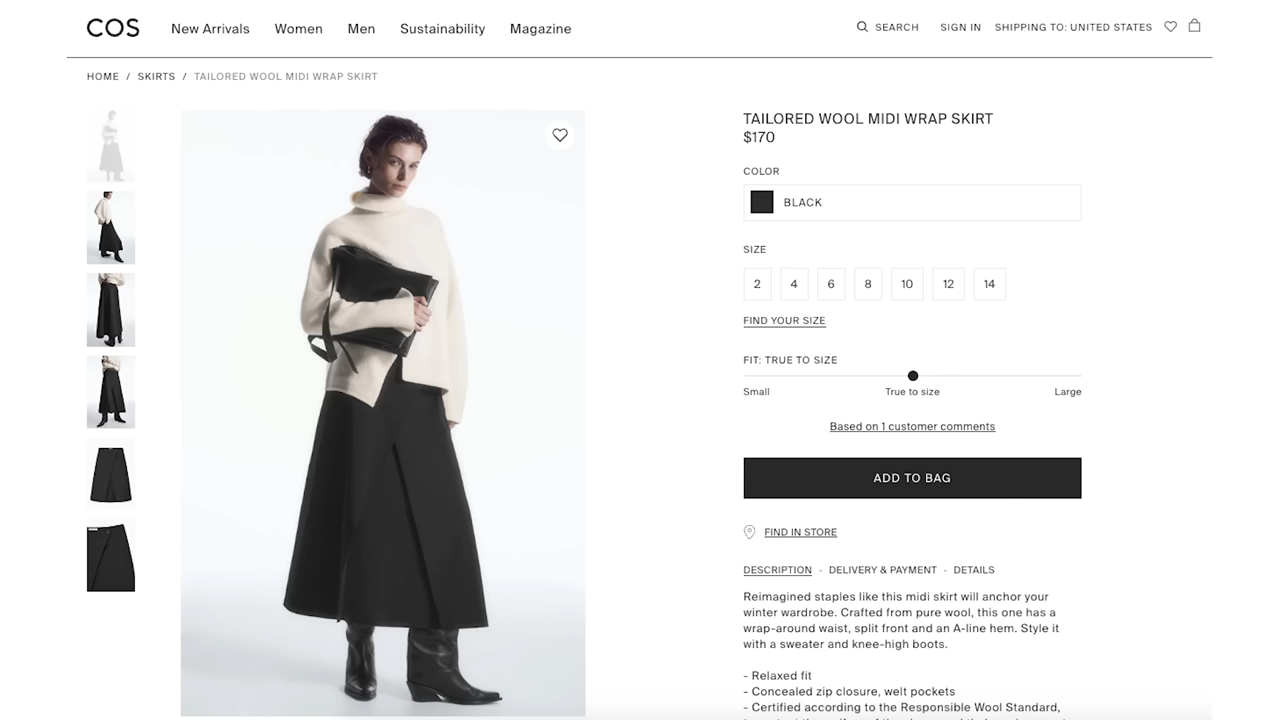 COS
New Arrivals Women Men Sustainability Magazine
SEARCH SIGN IN SHIPPING TO: UNITED STATES
HOME / SKIRTS / TAILORED WOOL MIDI WRAP SKIRT
TAILORED WOOL MIDI WRAP SKIRT
$170
COLOR
BLACK
SIZE
2 4 6 8 10 12 14
FIND YOUR SIZE
FIT: TRUE TO SIZE
Small True to size Large
Based on 1 customer comments
ADD TO BAG
FIND IN STORE
DESCRIPTION - DELIVERY & PAYMENT - DETAILS
Reimagined staples like this midi skirt will anchor your
winter wardrobe. Crafted from pure wool, this one has a
wrap-around waist, split front and an A-line hem. Style it
with a sweater and knee-high boots.
- Relaxed fit
- Concealed zip closure, welt pockets
- Certified according to the Responsible Wool Standard,